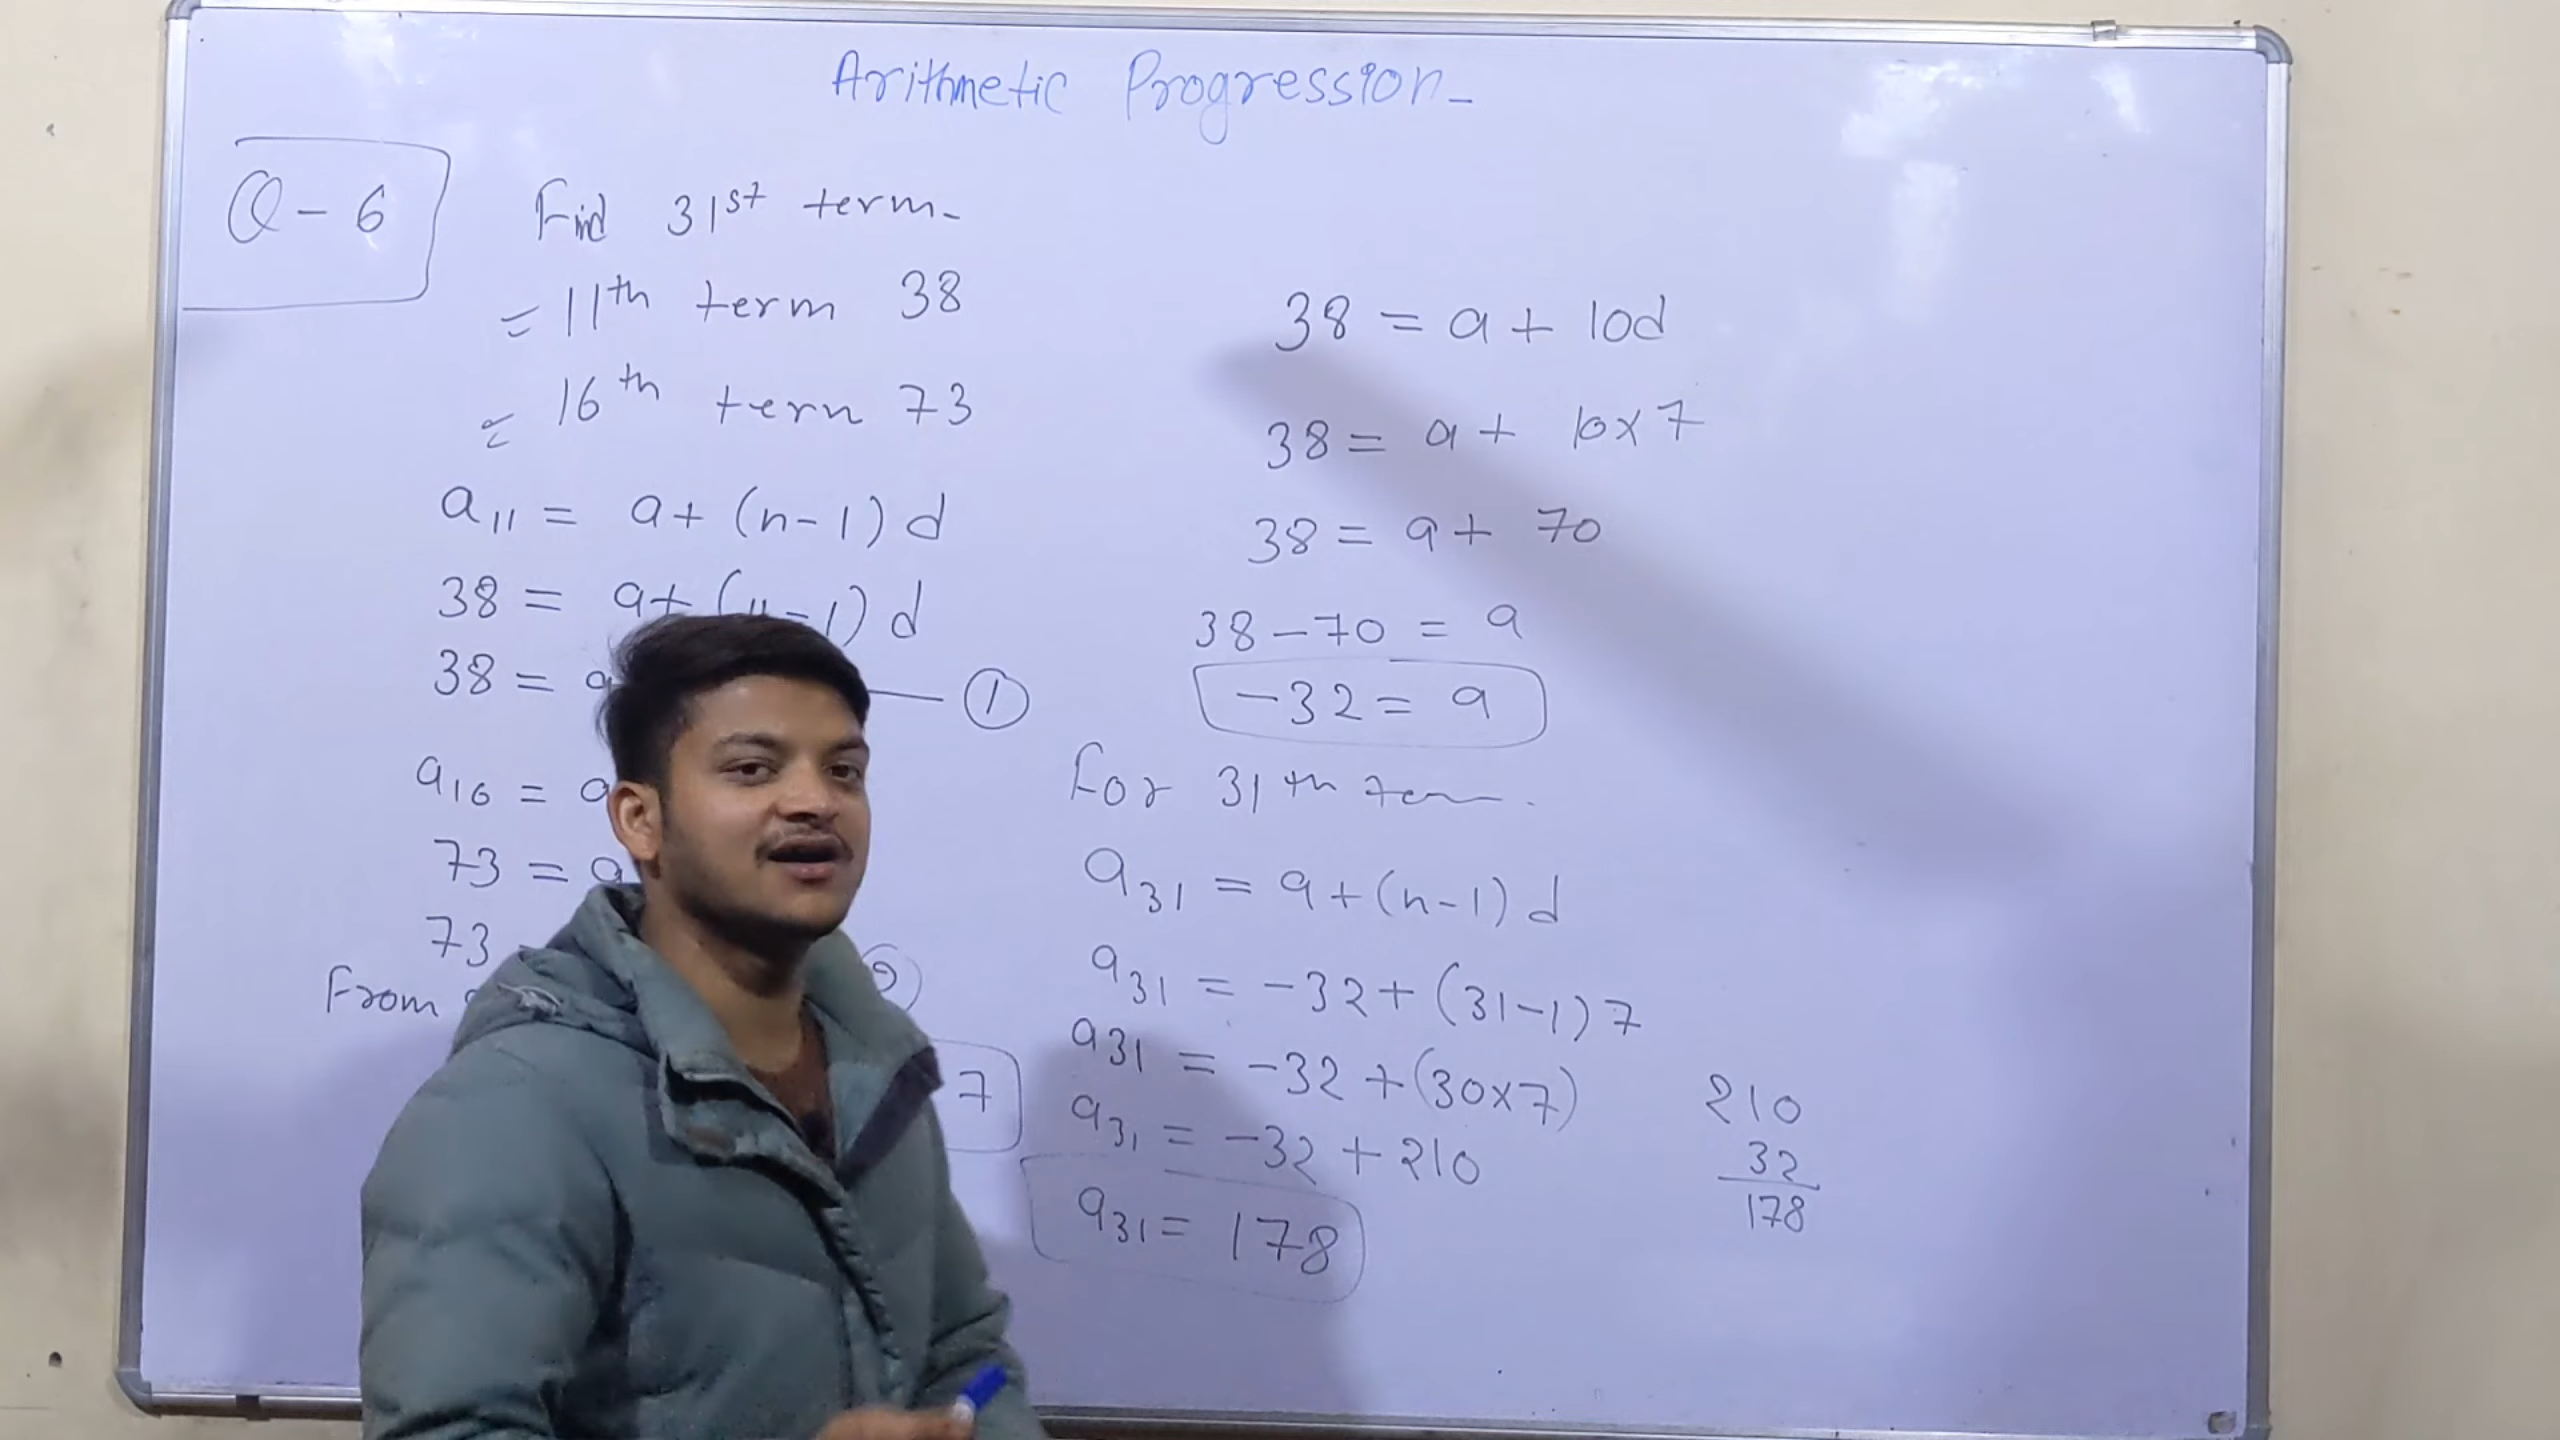 Arithmetic Progression-
Q-6
Find 31st term-
= 11th term 38
= 16th tern 73
a11 = a+(n-1)d
38 = a+(11-1)d
38 = a
1
a16 = a
73 = a
73
From
7
38 = a + 10d
38 = a + 10×7
38 = a + 70
38-70 = a
-32 = a
For 31th term.
a31 = a+(n-1)d
a31 = -32+(31-1)7
a31 = -32+(30×7)
a31 = -32+210
a31 = 178
210
32
178